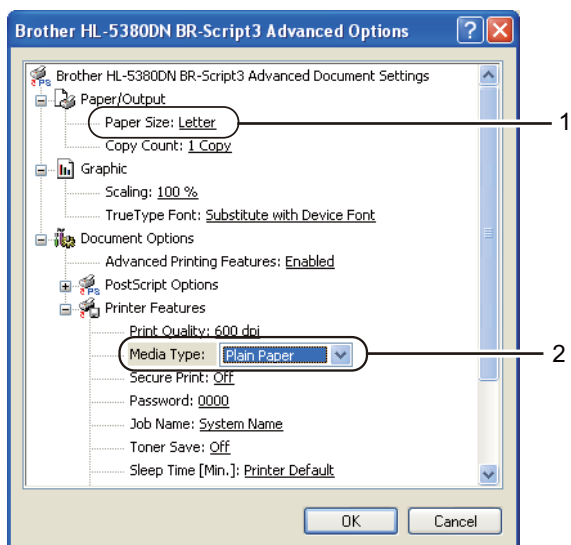 Brother HL-5380DN BR-Script3 Advanced Options
Brother HL-5380DN BR-Script3 Advanced Document Settings
Paper/Output
Paper Size: Letter
1
Copy Count: 1 Copy
Graphic
Scaling: 100 %
TrueType Font: Substitute with Device Font
Document Options
Advanced Printing Features: Enabled
PS PostScript Options
Printer Features
Print Quality: 600 dpi
Media Type: Plain Paper
2
Secure Print: Off
Password: 0000
Job Name: System Name
Toner Save: Off
Sleep Time [Min.]: Printer Default
OK Cancel